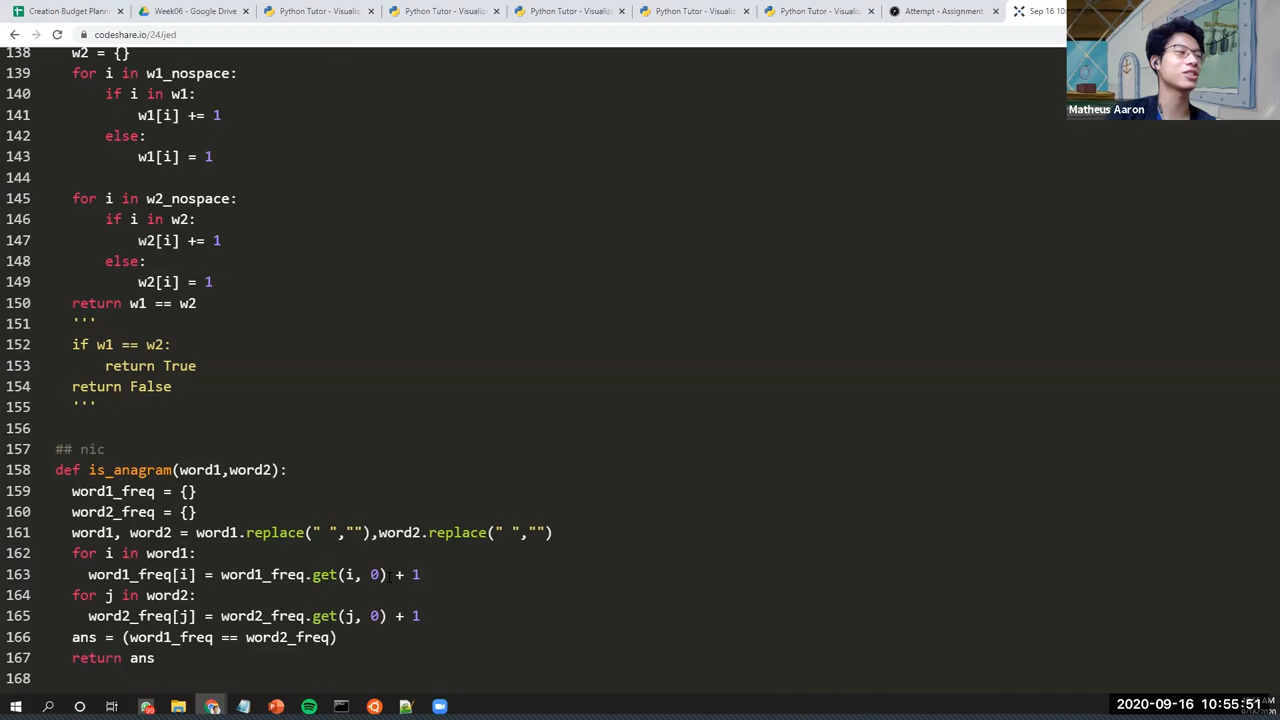 Creation Budget Planne
Week06 - Google Drive
Python Tutor - Visualiz
Python Tutor - Visualiz
Python Tutor - Visualiz
Python Tutor - Visualiz
Python Tutor - Visualiz
Attempt - Assignment
Sep 16 10:
codeshare.io/24Jjed
Matheus Aaron
138 w2 = {}
139 for i in w1_nospace:
140 if i in w1:
141 w1[i] += 1
142 else:
143 w1[i] = 1
144
145 for i in w2_nospace:
146 if i in w2:
147 w2[i] += 1
148 else:
149 w2[i] = 1
150 return w1 == w2
151 '''
152 if w1 == w2:
153 return True
154 return False
155 '''
156
157 ## nic
158 def is_anagram(word1,word2):
159 word1_freq = {}
160 word2_freq = {}
161 word1, word2 = word1.replace(" ",""),word2.replace(" ","")
162 for i in word1:
163 word1_freq[i] = word1_freq.get(i, 0) + 1
164 for j in word2:
165 word2_freq[j] = word2_freq.get(j, 0) + 1
166 ans = (word1_freq == word2_freq)
167 return ans
168
2020-09-16 10:55:51